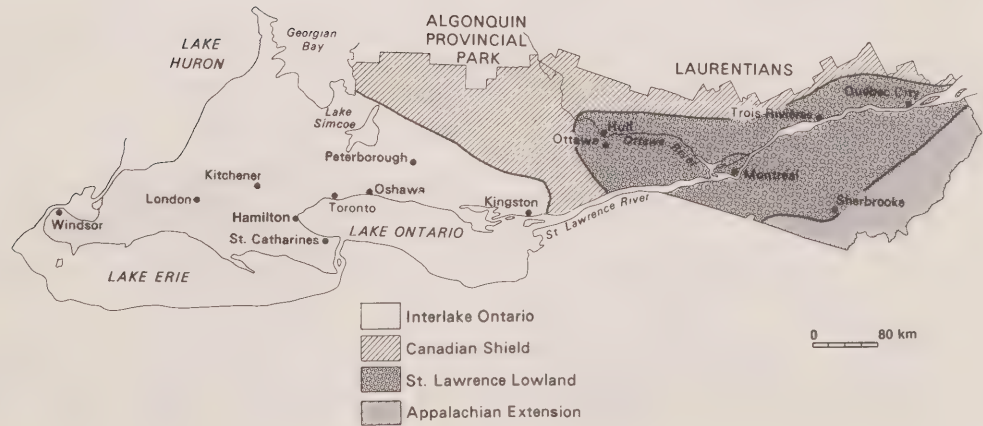 ALGONQUIN
PROVINCIAL
PARK
Georgian
Bay
LAKE
HURON
LAURENTIANS
Quebec City
Trois Rivières
Lake
Simcoe
Hull
Ottawa
Ottawa River
Peterborough
Montréal
Kitchener
Oshawa
London
Kingston
Sherbrooke
Toronto
Windsor
Hamilton
St Lawrence River
LAKE ONTARIO
St. Catharines
LAKE ERIE
Interlake Ontario
0 80 km
Canadian Shield
St. Lawrence Lowland
Appalachian Extension